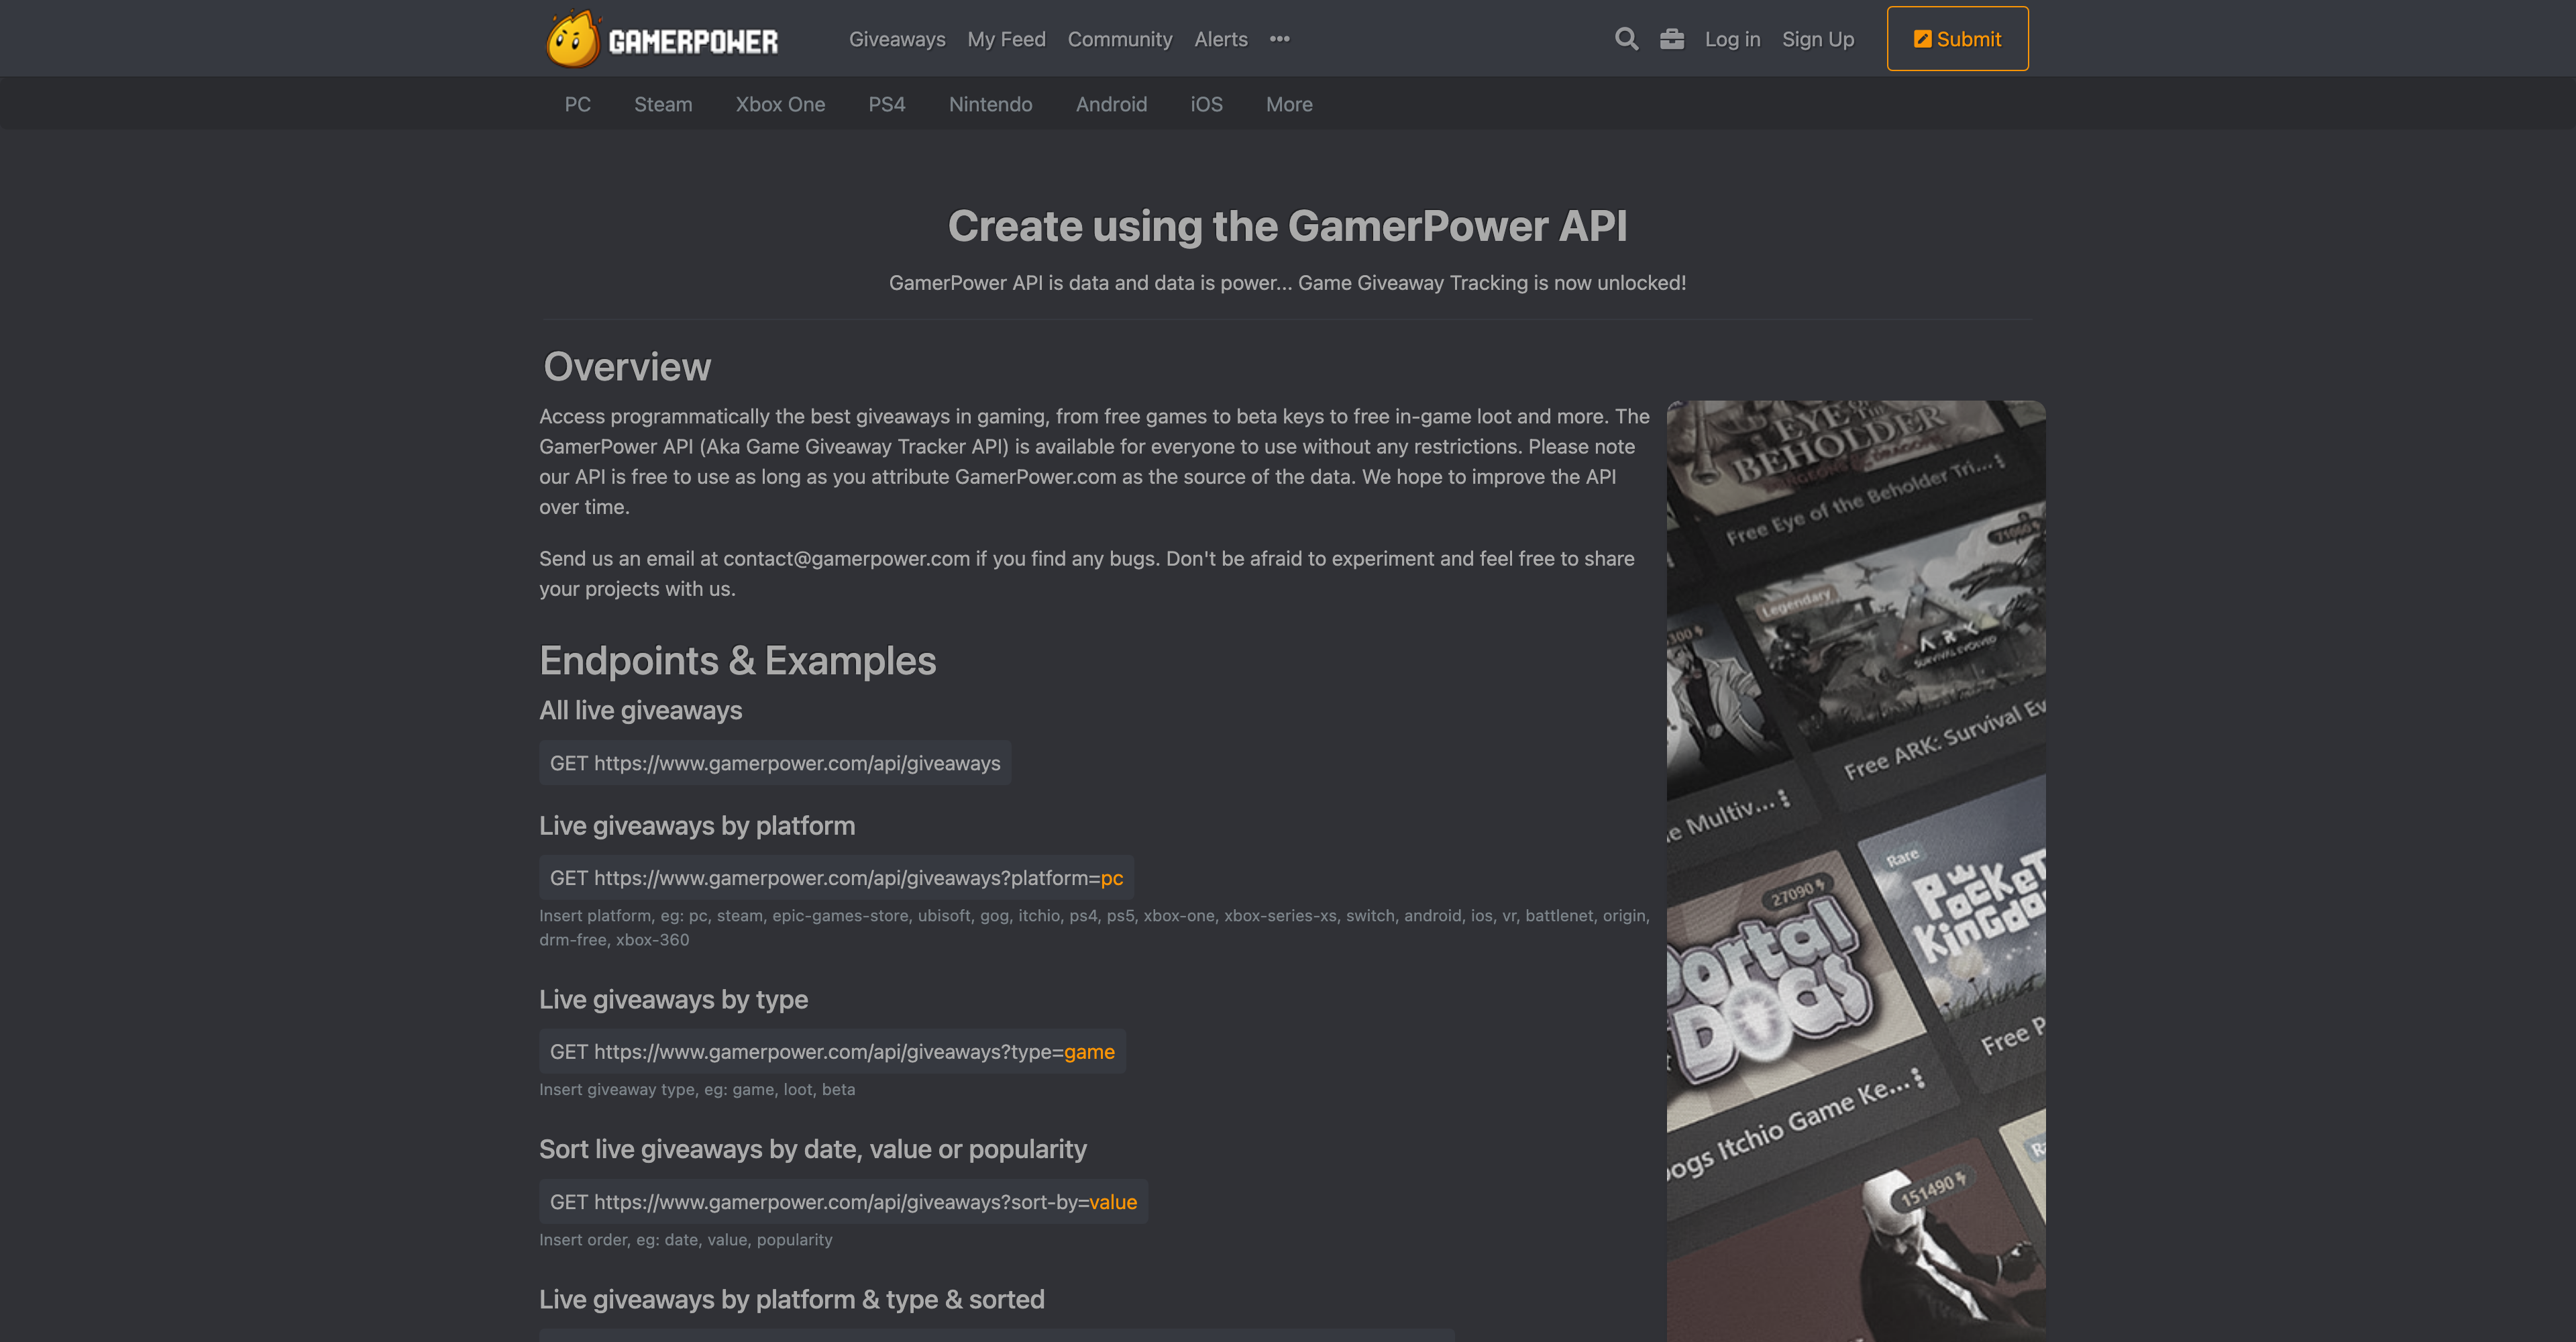 GAMERPOWER
Giveaways My Feed Community Alerts •••
Log in Sign Up Submit
PC Steam Xbox One PS4 Nintendo Android iOS More
Create using the GamerPower API
GamerPower API is data and data is power... Game Giveaway Tracking is now unlocked!
Overview
Access programmatically the best giveaways in gaming, from free games to beta keys to free in-game loot and more. The
GamerPower API (Aka Game Giveaway Tracker API) is available for everyone to use without any restrictions. Please note
our API is free to use as long as you attribute GamerPower.com as the source of the data. We hope to improve the API
over time.
Send us an email at contact@gamerpower.com if you find any bugs. Don't be afraid to experiment and feel free to share
your projects with us.
Endpoints & Examples
All live giveaways
GET https://www.gamerpower.com/api/giveaways
Live giveaways by platform
GET https://www.gamerpower.com/api/giveaways?platform=pc
Insert platform, eg: pc, steam, epic-games-store, ubisoft, gog, itchio, ps4, ps5, xbox-one, xbox-series-xs, switch, android, ios, vr, battlenet, origin,
drm-free, xbox-360
Live giveaways by type
GET https://www.gamerpower.com/api/giveaways?type=game
Insert giveaway type, eg: game, loot, beta
Sort live giveaways by date, value or popularity
GET https://www.gamerpower.com/api/giveaways?sort-by=value
Insert order, eg: date, value, popularity
Live giveaways by platform & type & sorted
EYE OF
THE
BEHOLDER
Free Eye of the Beholder Tri...
Legendary
ARK
SURVIVAL EVOLVED
Free ARK: Survival Ev
e Multiv...
Rare
27090
ortal
DOGS
Free P
ogs Itchio Game Ke...
151490